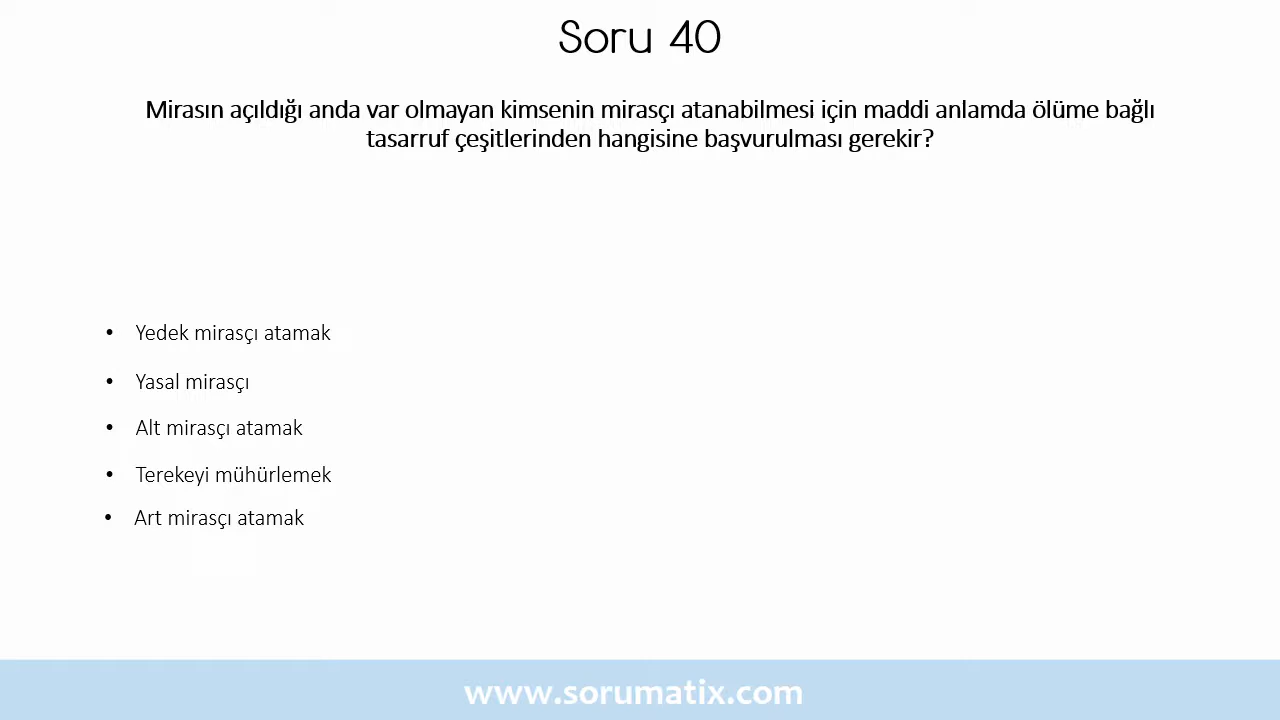 Soru 40
Mirasın açıldığı anda var olmayan kimsenin mirasçı atanabilmesi için maddi anlamda ölüme bağlı
tasarruf çeşitlerinden hangisine başvurulması gerekir?
• Yedek mirasçı atamak
• Yasal mirasçı
• Alt mirasçı atamak
• Terekeyi mühürlemek
• Art mirasçı atamak
www.sorumatix.com